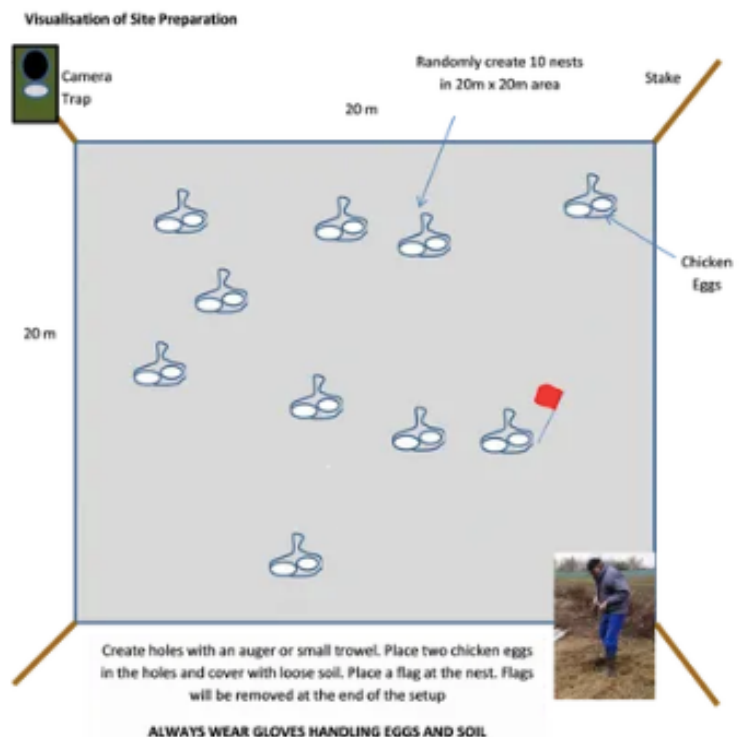 Visualisation of Site Preparation
Camera
Trap
Randomly create 10 nests
in 20m x 20m area
Stake
20 m
Chicken
Eggs
20 m
Create holes with an auger or small trowel. Place two chicken eggs
in the holes and cover with loose soil. Place a flag at the nest. Flags
will be removed at the end of the setup
ALWAYS WEAR GLOVES HANDLING EGGS AND SOIL